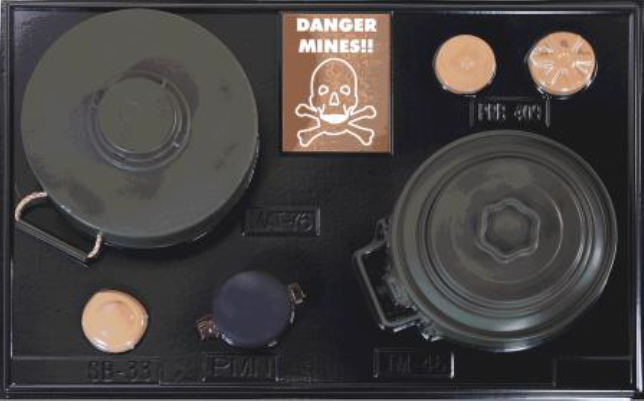 DANGER
MINES!!
PRB 409
SB-33
PMN
TM 46